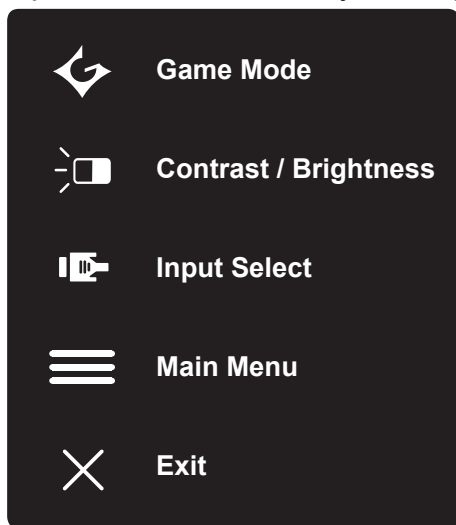 Game Mode
Contrast / Brightness
Input Select
Main Menu
Exit